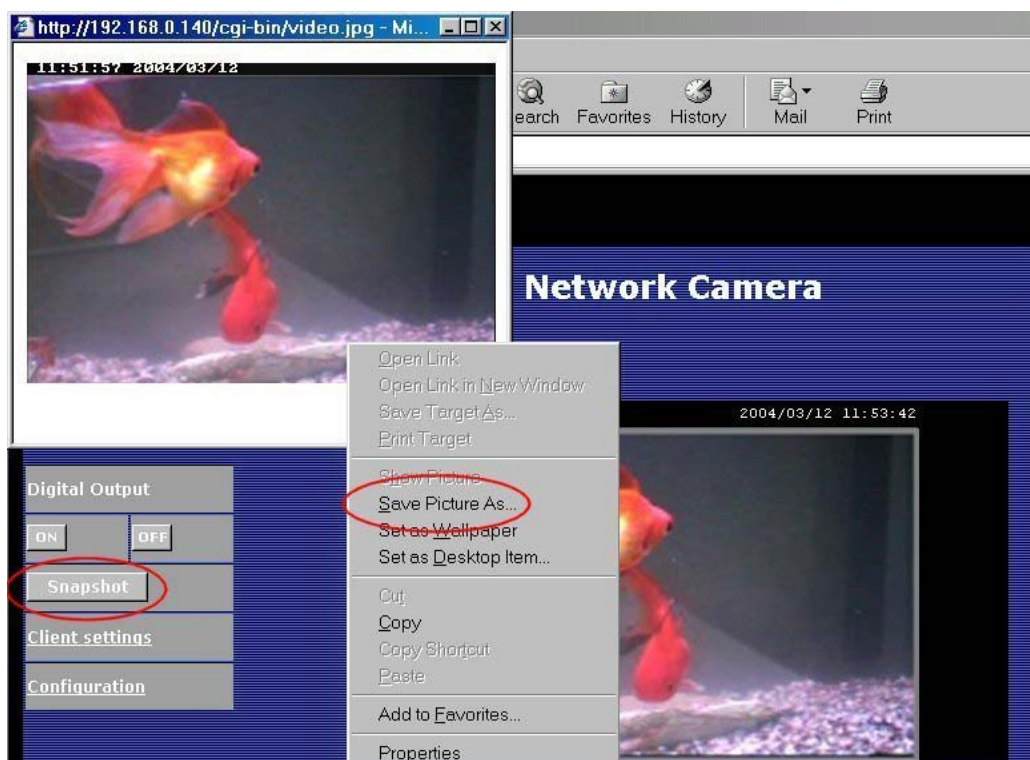 http://192.168.0.140/cgi-bin/video.jpg - Mi...
11:51:57 2004/03/12
earch Favorites History Mail Print
Network Camera
2004/03/12 11:53:42
Digital Output
ON OFF
Snapshot
Client settings
Configuration
Open Link
Open Link in New Window
Save Target As...
Print Target
Show Picture
Save Picture As...
Set as Wallpaper
Set as Desktop Item...
Cut
Copy
Copy Shortcut
Paste
Add to Favorites...
Properties